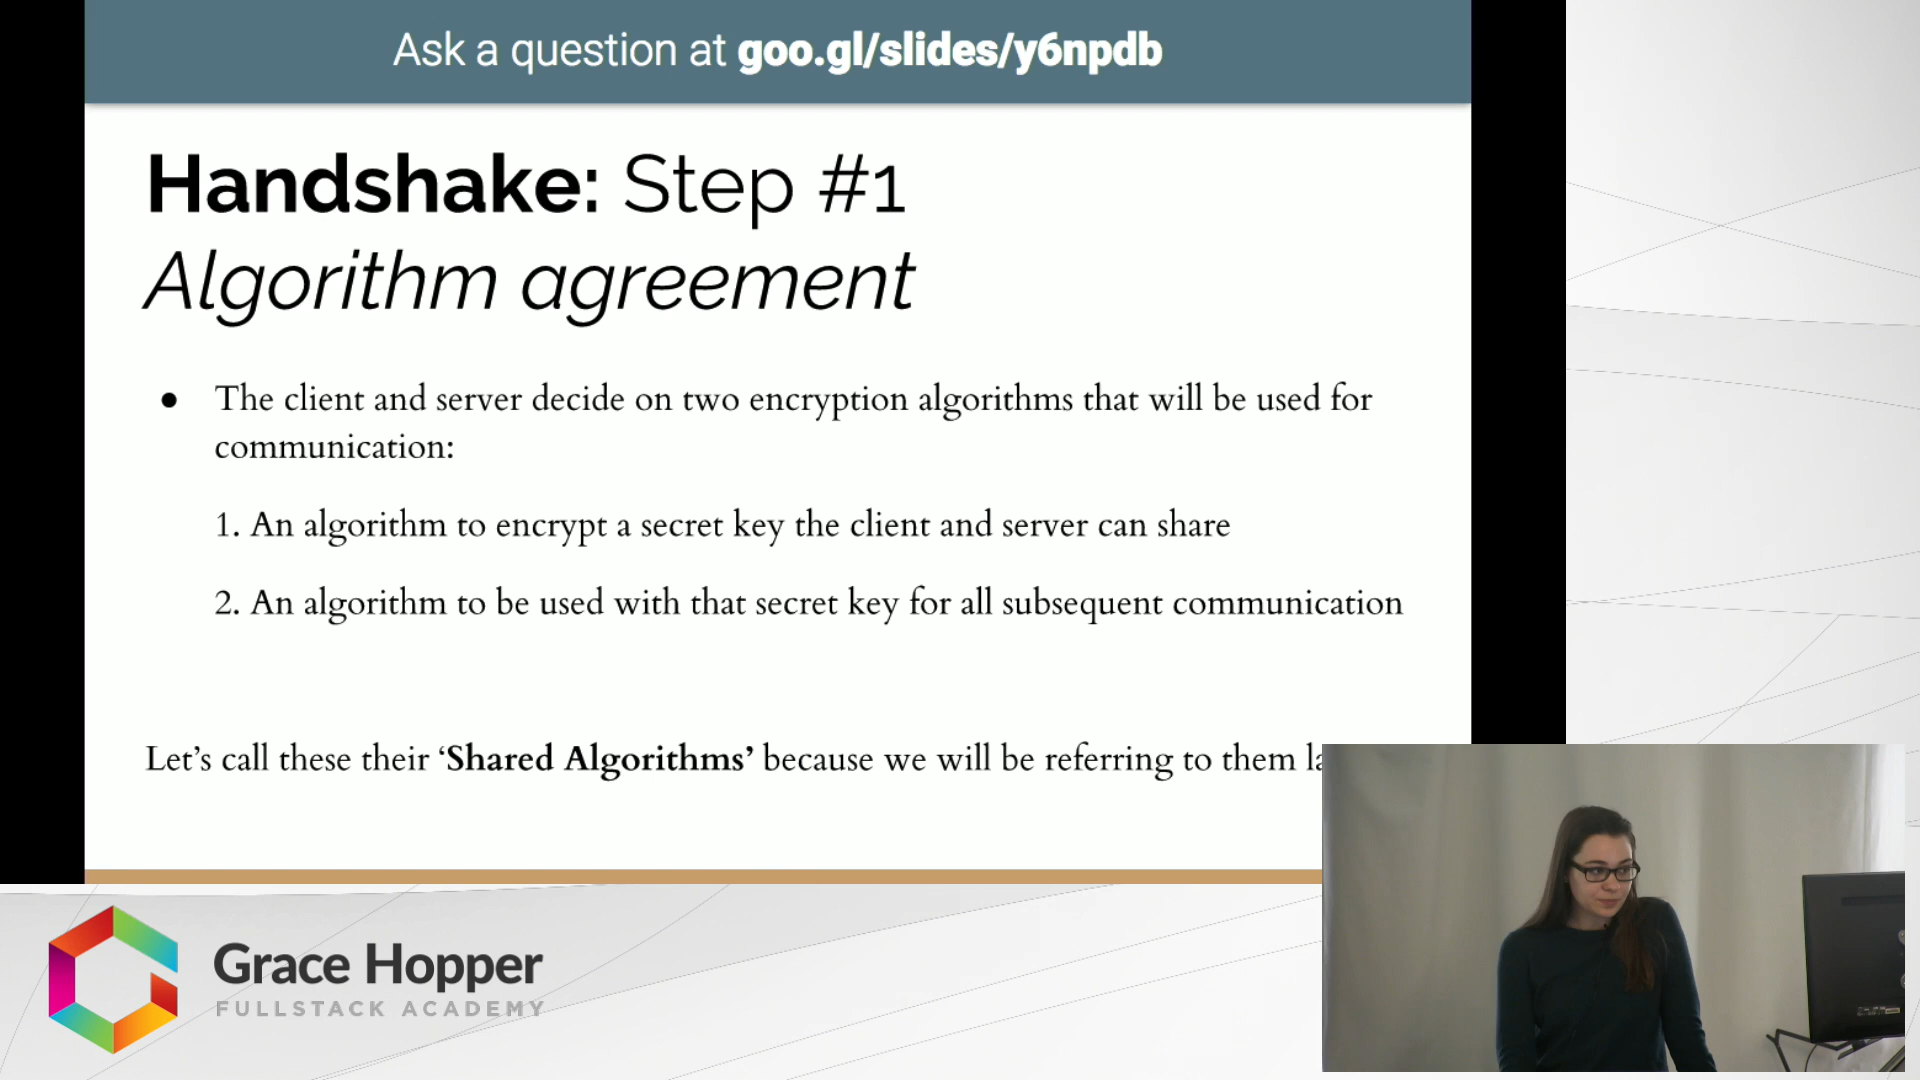 Ask a question at goo.gl/slides/y6npdb
Handshake: Step #1
Algorithm agreement
● The client and server decide on two encryption algorithms that will be used for
communication:
1. An algorithm to encrypt a secret key the client and server can share
2. An algorithm to be used with that secret key for all subsequent communication
Let’s call these their ‘Shared Algorithms’ because we will be referring to them
Grace Hopper
FULLSTACK ACADEMY